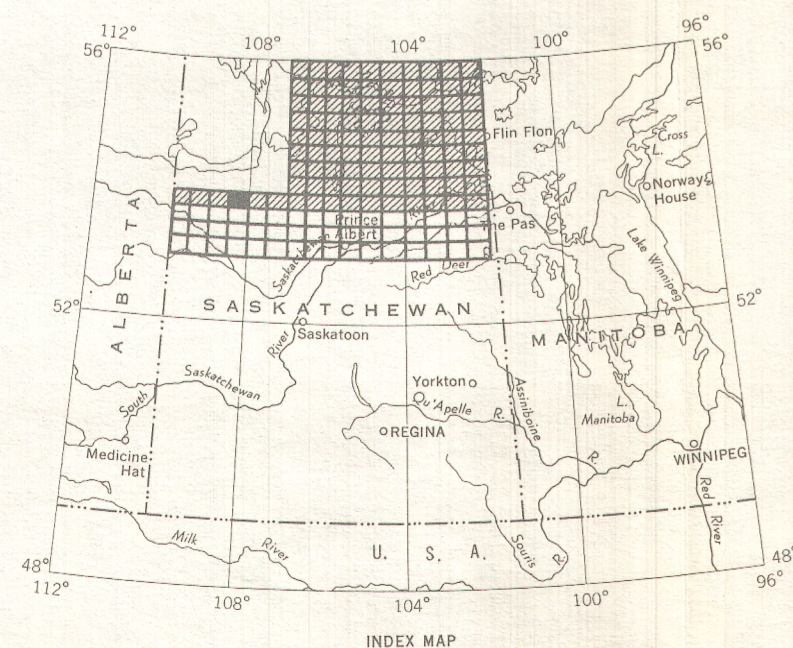 112° 108° 104° 100° 96°
56° 56°
Flin Flon
Cross
L.
Norway
House
Prince
Albert
The Pas
Saskatchewan
Red Deer
Lake Winnipeg
ALBERTA
52° SASKATCHEWAN 52°
MANITOBA
Saskatoon
River
Saskatchewan
South
Yorkton
Qu'Apelle R.
Assiniboine
R.
L.
Manitoba
REGINA
Medicine
Hat
WINNIPEG
Red
River
Milk River
U. S. A.
Souris
R.
48° 48°
112° 108° 104° 100° 96°
INDEX MAP